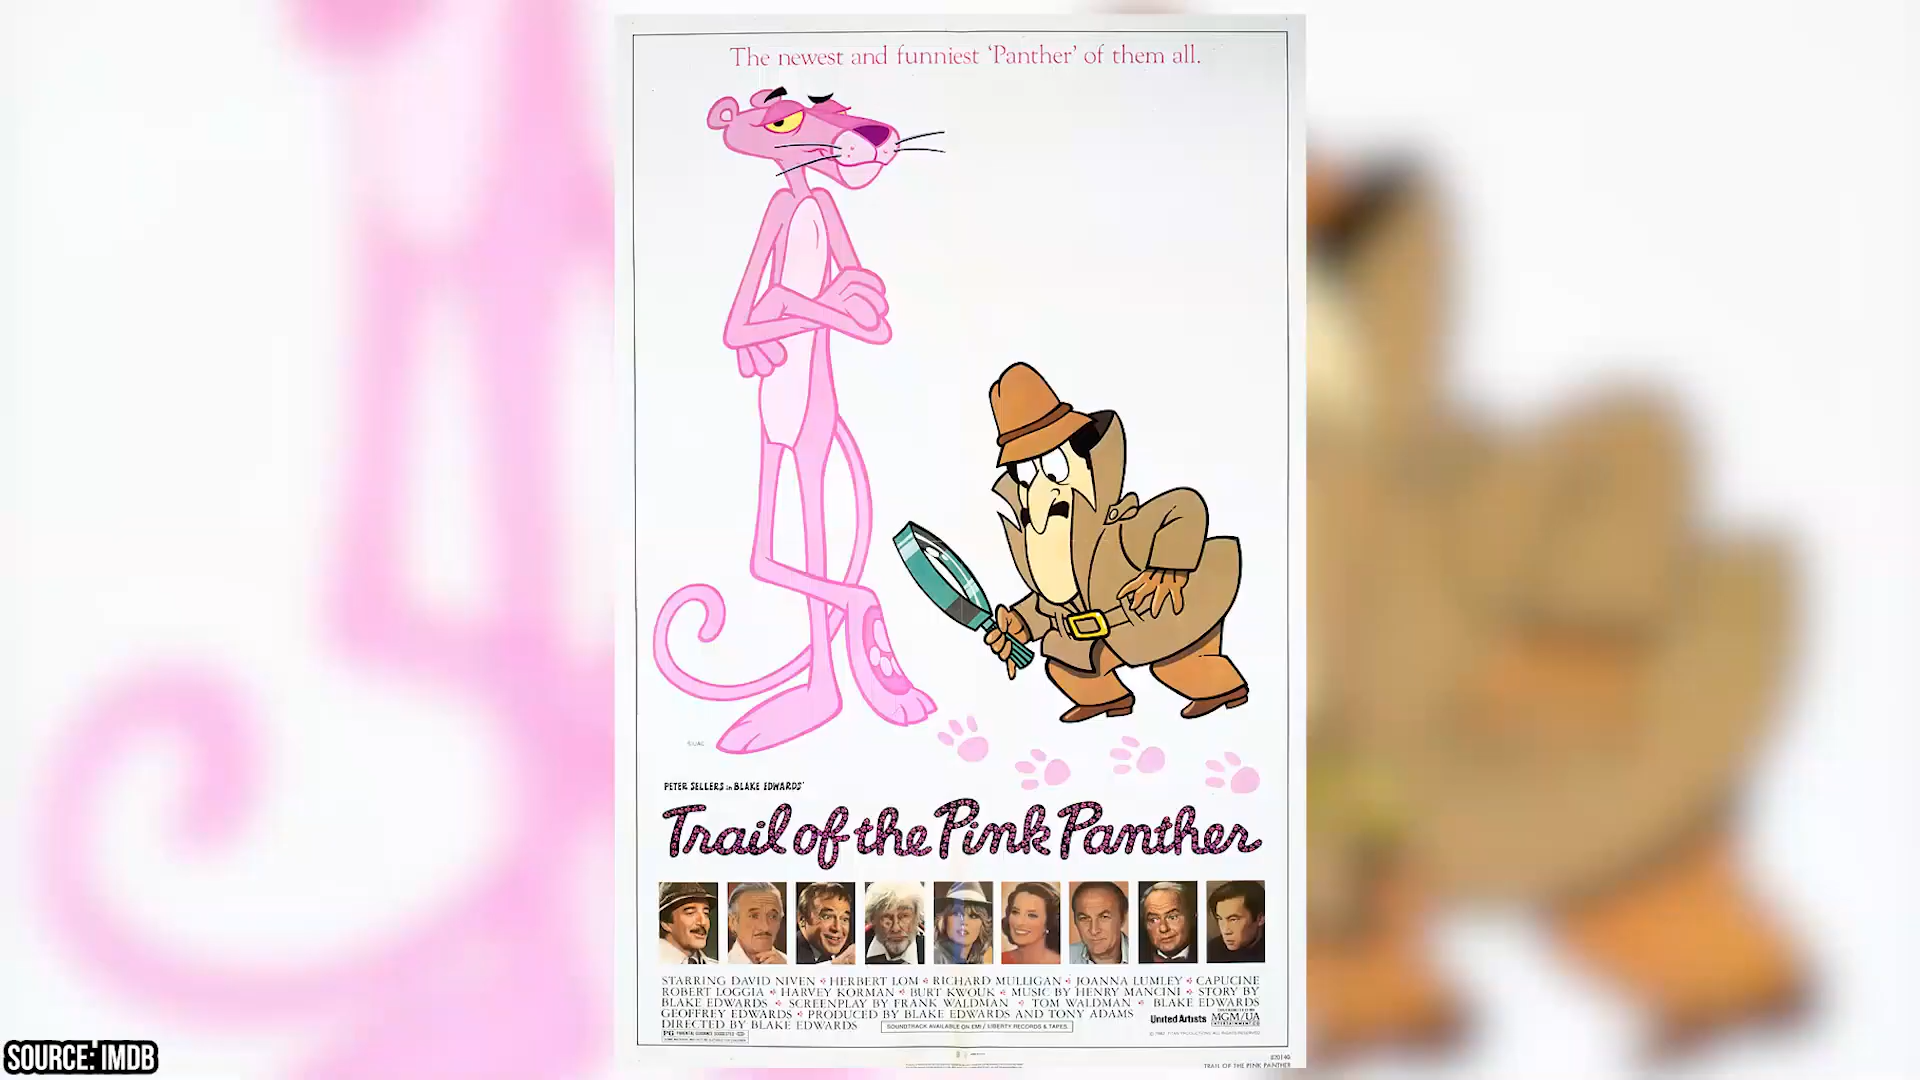 The newest and funniest ‘Panther’ of them all.
PETER SELLERS in BLAKE EDWARDS'
Trail of the Pink Panther
STARRING DAVID NIVEN • HERBERT LOM • RICHARD MULLIGAN • JOANNA LUMLEY • CAPUCINE
ROBERT LOGGIA • HARVEY KORMAN • BURT KWOUK • MUSIC BY HENRY MANCINI • STORY BY
BLAKE EDWARDS • SCREENPLAY BY FRANK WALDMAN • TOM WALDMAN • BLAKE EDWARDS
GEOFFREY EDWARDS • PRODUCED BY BLAKE EDWARDS AND TONY ADAMS
DIRECTED BY BLAKE EDWARDS
SOUNDTRACK AVAILABLE ON EMI / LIBERTY RECORDS & TAPES.
United Artists
MGM/UA
PG PARENTAL GUIDANCE SUGGESTED
TRAIL OF THE PINK PANTHER
SOURCE: IMDB